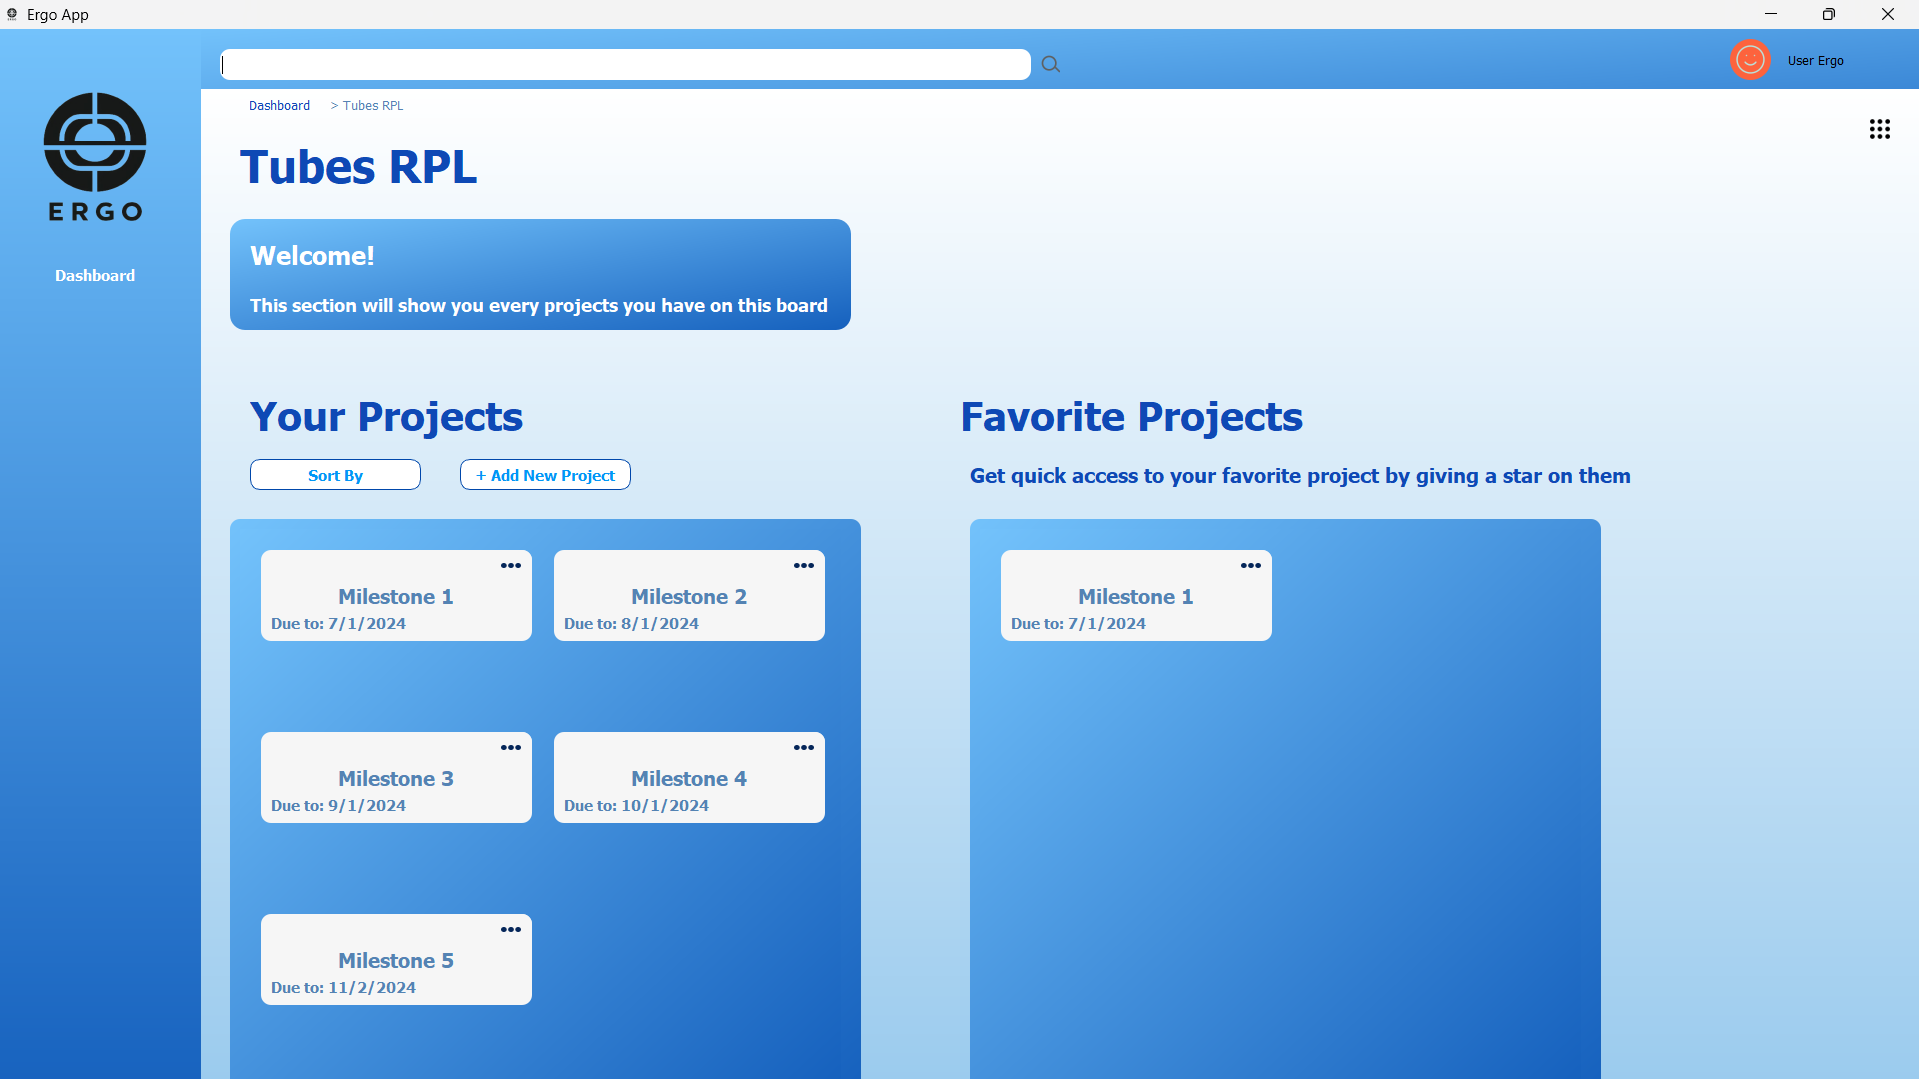 Ergo App
User Ergo
Dashboard > Tubes RPL
ERGO
Tubes RPL
Dashboard
Welcome!
This section will show you every projects you have on this board
Your Projects
Sort By
+ Add New Project
Milestone 1
Due to: 7/1/2024
Milestone 2
Due to: 8/1/2024
Milestone 3
Due to: 9/1/2024
Milestone 4
Due to: 10/1/2024
Milestone 5
Due to: 11/2/2024
Favorite Projects
Get quick access to your favorite project by giving a star on them
Milestone 1
Due to: 7/1/2024